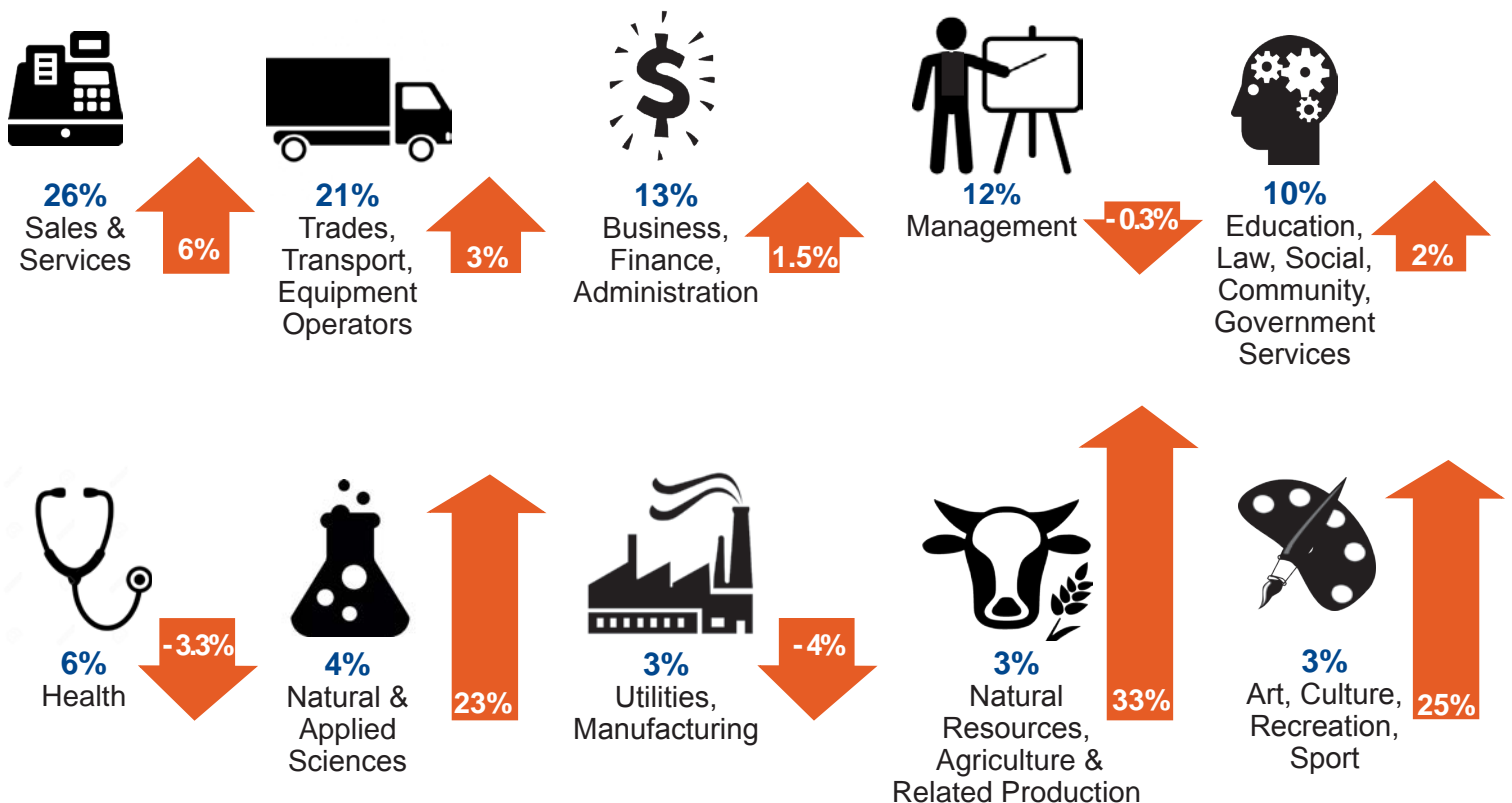 26%
Sales &
Services
6%
21%
Trades,
Transport,
Equipment
Operators
3%
13%
Business,
Finance,
Administration
1.5%
12%
Management
- 0.3%
10%
Education,
Law, Social,
Community,
Government
Services
2%
6%
Health
- 3.3%
4%
Natural &
Applied
Sciences
23%
3%
Utilities,
Manufacturing
- 4%
3%
Natural
Resources,
Agriculture &
Related Production
33%
3%
Art, Culture,
Recreation,
Sport
25%